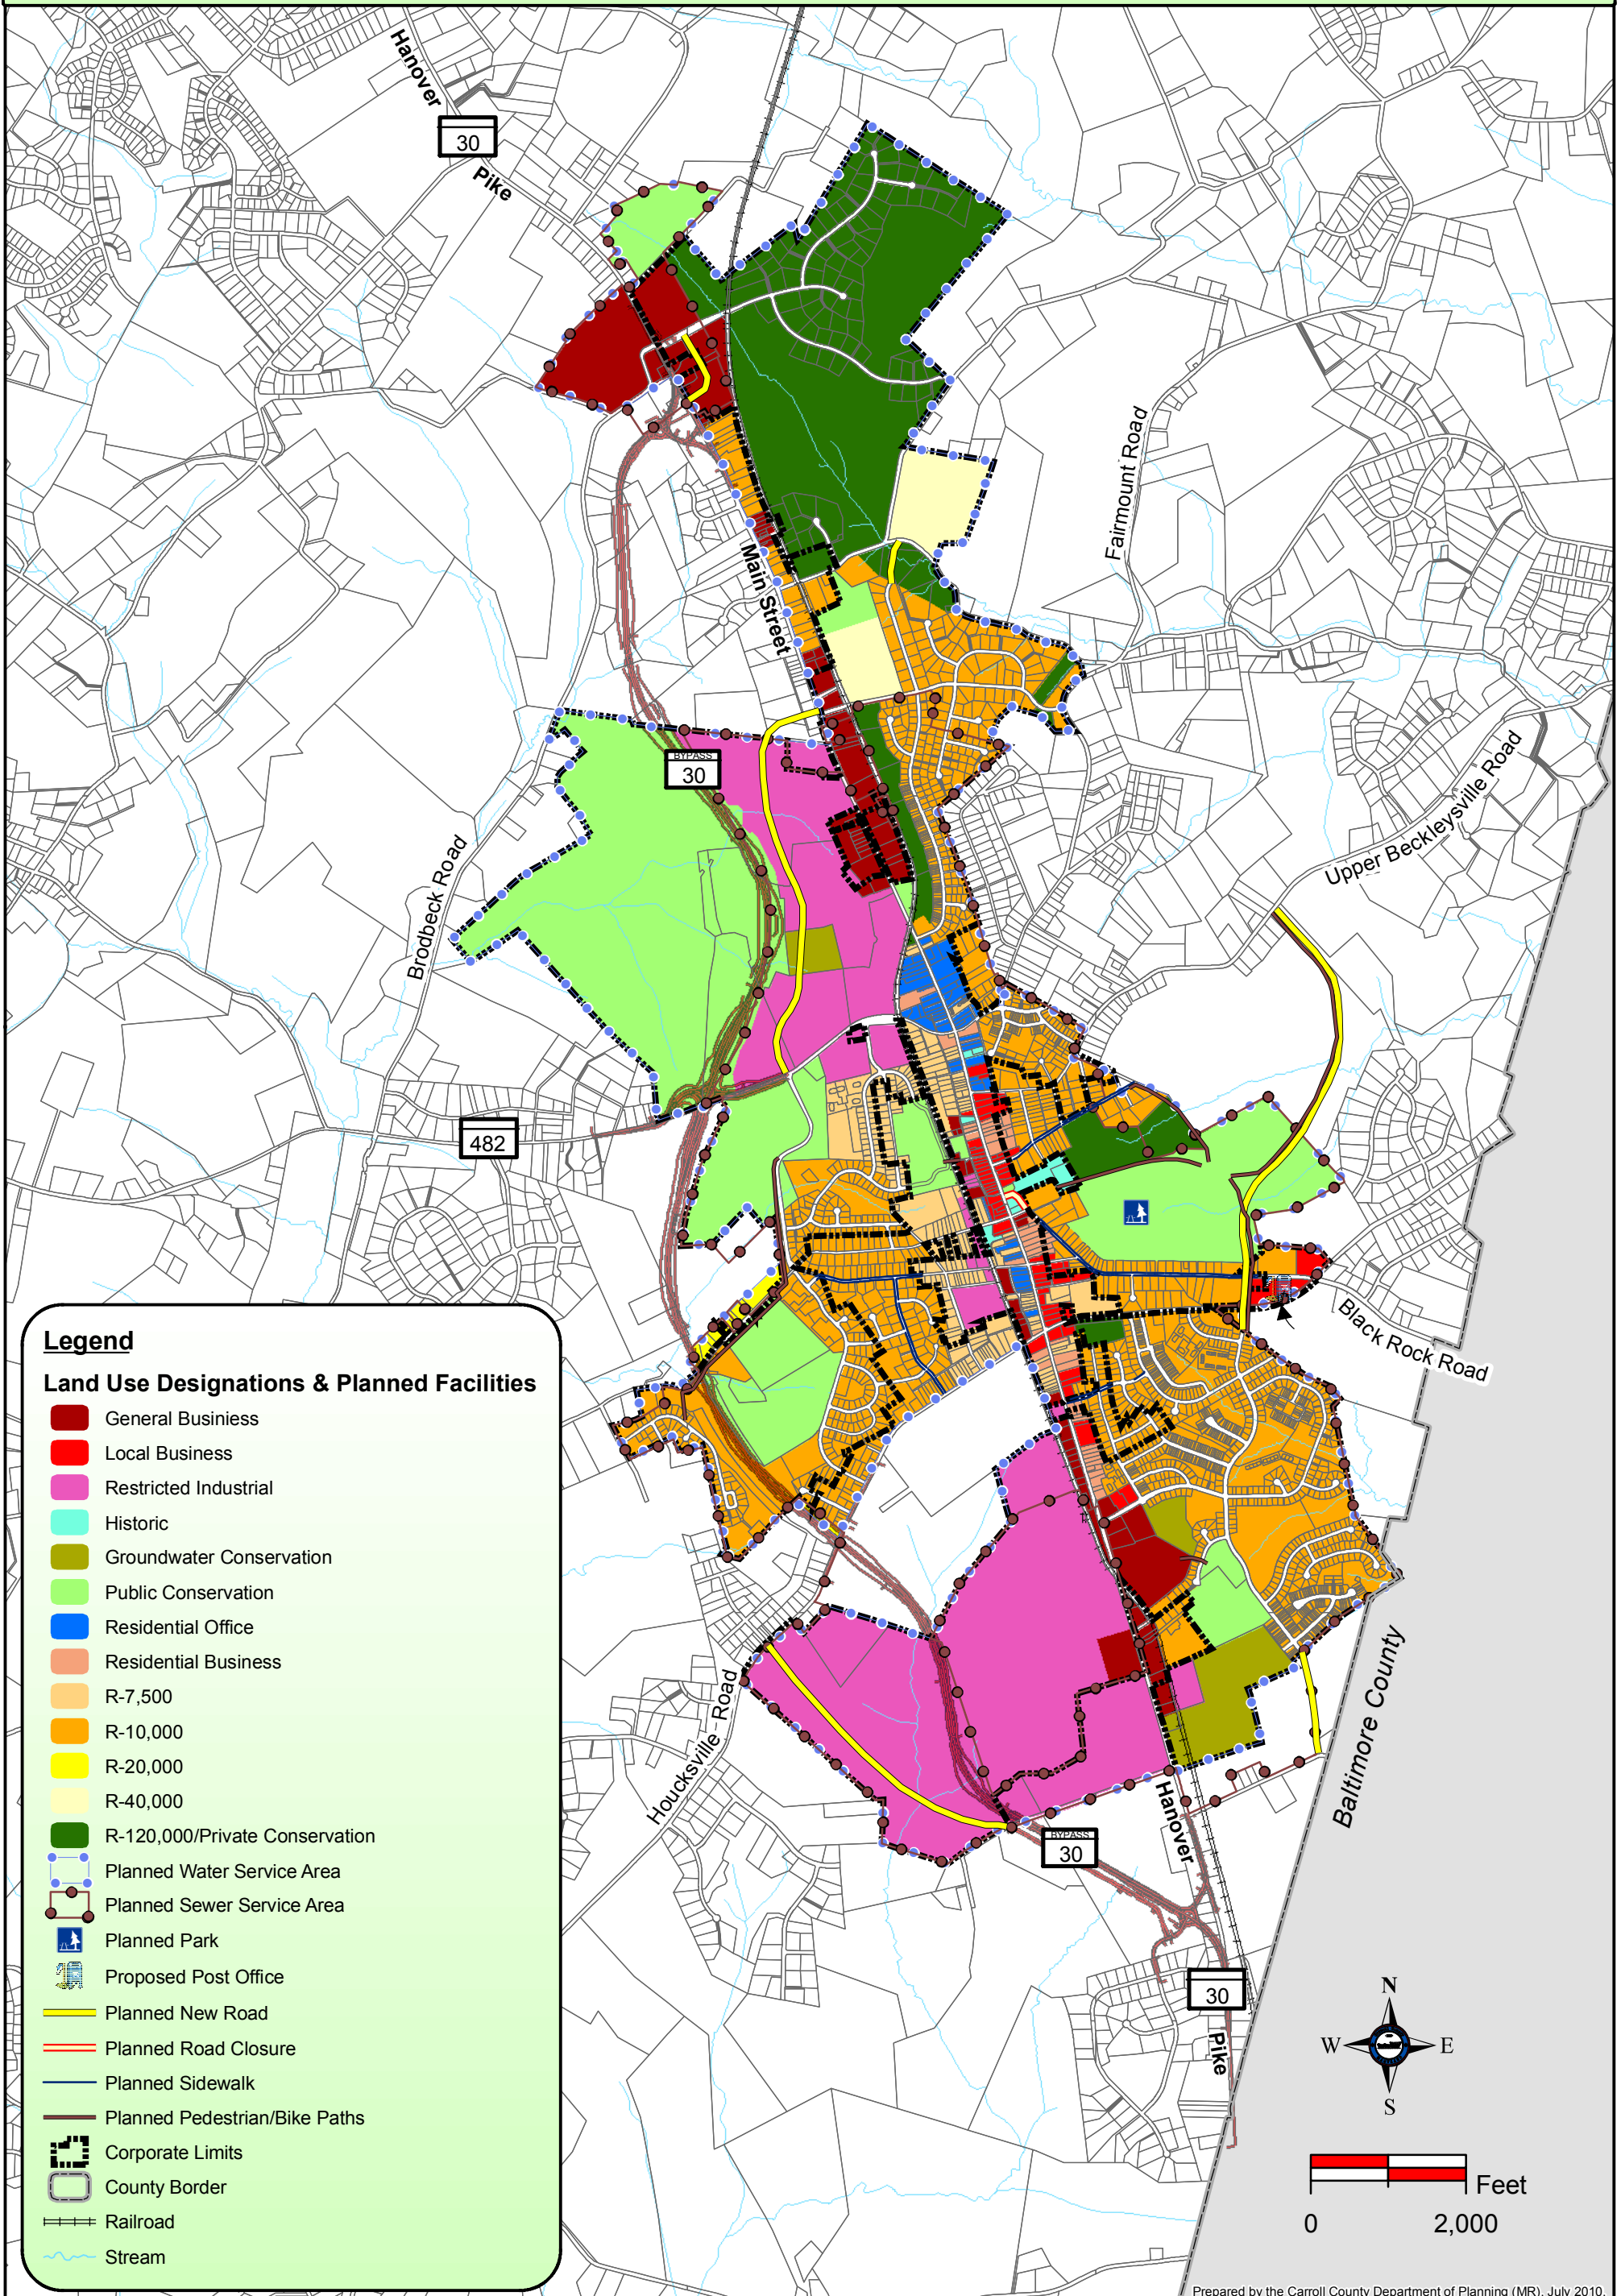 Hanover
30
Pike
Fairmount Road
Main Street
BYPASS
30
Upper Beckleysville Road
Brodbeck Road
482
Black Rock Road
Legend
Land Use Designations & Planned Facilities
General Businiess
Local Business
Restricted Industrial
Historic
Groundwater Conservation
Public Conservation
Residential Office
Residential Business
R-7,500
R-10,000
R-20,000
R-40,000
R-120,000/Private Conservation
Planned Water Service Area
Planned Sewer Service Area
Planned Park
Proposed Post Office
Planned New Road
Planned Road Closure
Planned Sidewalk
Planned Pedestrian/Bike Paths
Corporate Limits
County Border
Railroad
Stream
Houcksville Road
Baltimore County
Hanover
BYPASS
30
30
Pike
N
W E
S
Feet
0 2,000
Prepared by the Carroll County Department of Planning (MR), July 2010.